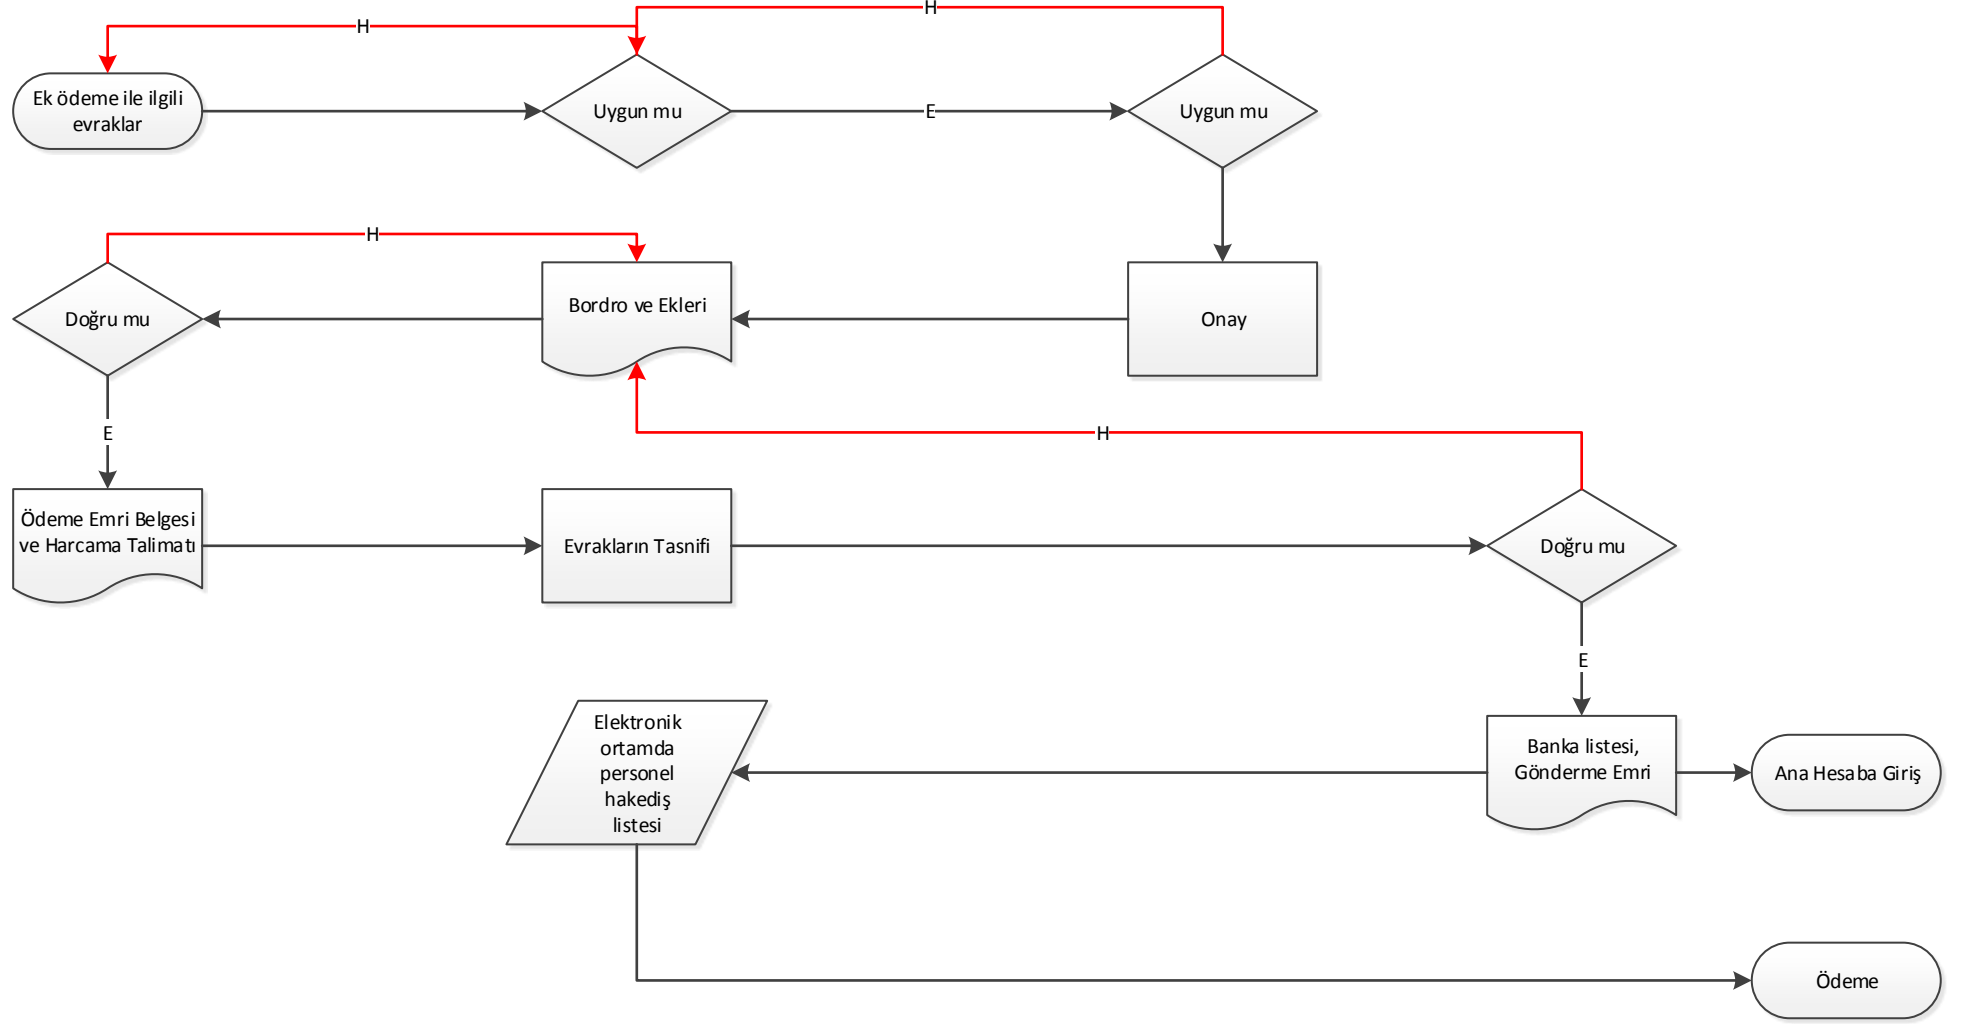 H
H
Ek ödeme ile ilgili
evraklar
Uygun mu
E
Uygun mu
H
Doğru mu
Bordro ve Ekleri
Onay
E
H
Ödeme Emri Belgesi
ve Harcama Talimatı
Evrakların Tasnifi
Doğru mu
E
Elektronik
ortamda
personel
hakediş
listesi
Banka listesi,
Gönderme Emri
Ana Hesaba Giriş
Ödeme